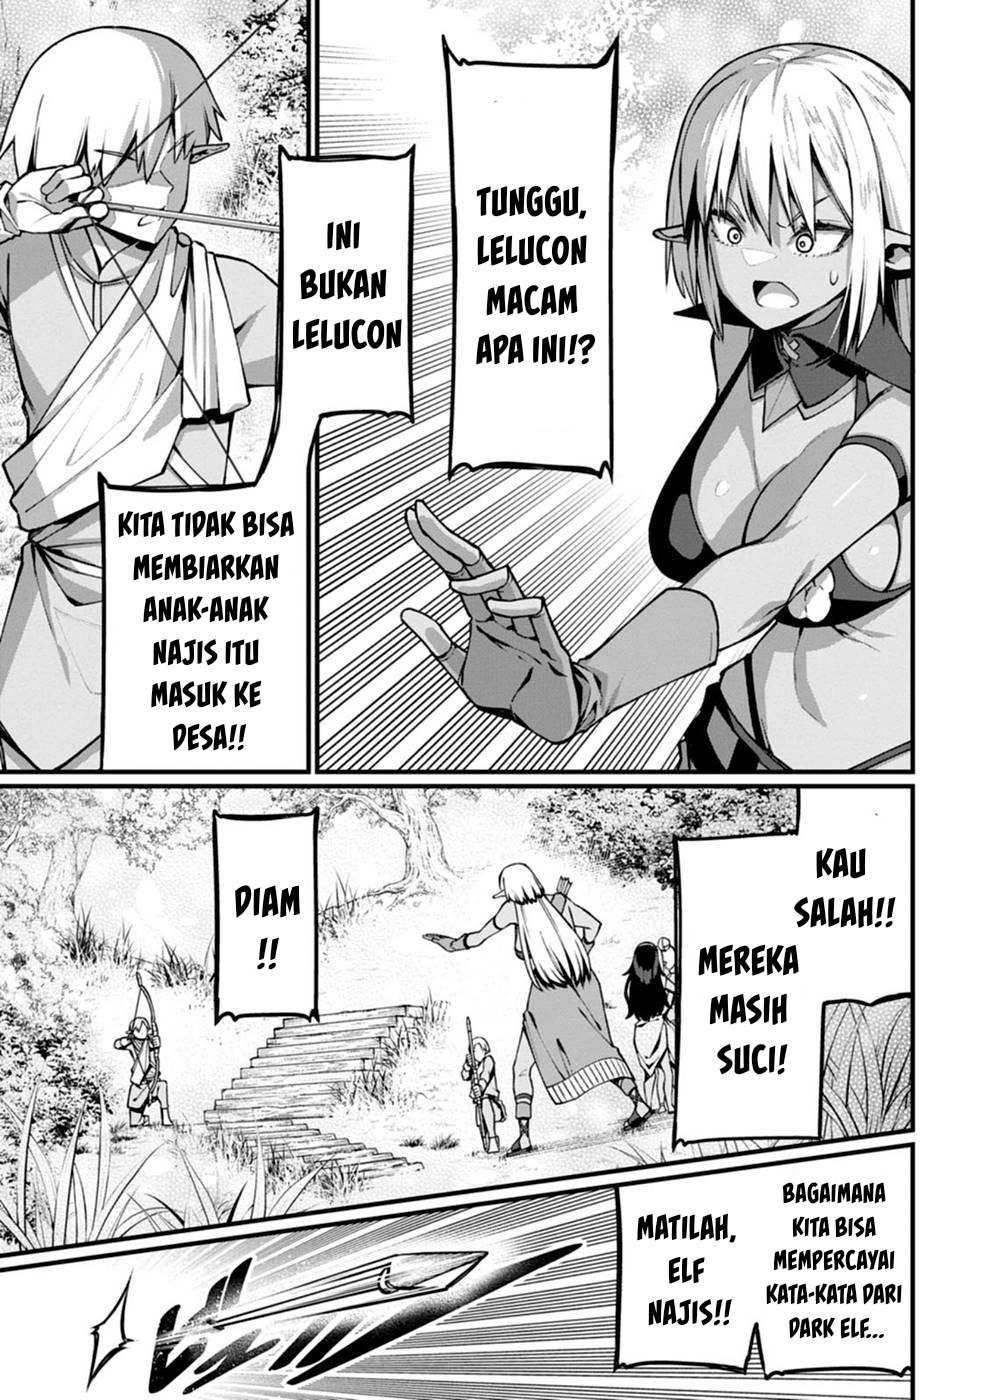 TUNGGU,
LELUCON
MACAM
APA INI!?
INI
BUKAN
LELUCON
KITA TIDAK BISA
MEMBIARKAN
ANAK-ANAK
NAJIS ITU
MASUK KE
DESA!!
KAU
SALAH!!
MEREKA
MASIH
SUCI!
DIAM
!!
BAGAIMANA
KITA BISA
MEMPERCAYAI
KATA-KATA DARI
DARK ELF...
MATILAH,
ELF
NAJIS!!